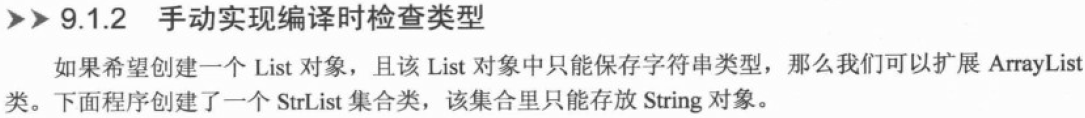 ➤➤ 9.1.2 手动实现编译时检查类型
如果希望创建一个 List 对象，且该 List 对象中只能保存字符串类型，那么我们可以扩展 ArrayList
类。下面程序创建了一个 StrList 集合类，该集合里只能存放 String 对象。